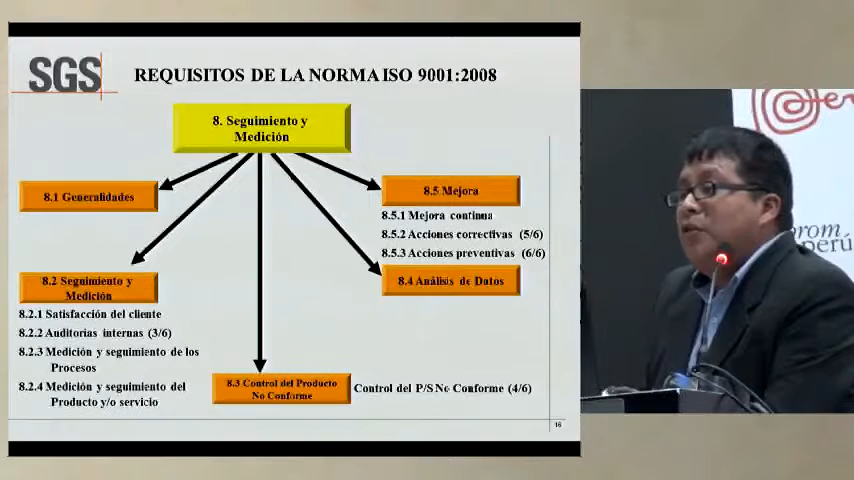 SGS
REQUISITOS DE LA NORMA ISO 9001:2008
8. Seguimiento y
Medición
8.1 Generalidades
8.5 Mejora
8.5.1 Mejora continua
8.5.2 Acciones correctivas (5/6)
8.5.3 Acciones preventivas (6/6)
8.4 Análisis de Datos
8.2 Seguimiento y
Medición
8.2.1 Satisfacción del cliente
8.2.2 Auditorias internas (3/6)
8.2.3 Medición y seguimiento de los
Procesos
8.2.4 Medición y seguimiento del
Producto y/o servicio
8.3 Control del Producto
No Conforme
Control del P/S No Conforme (4/6)
16
perú